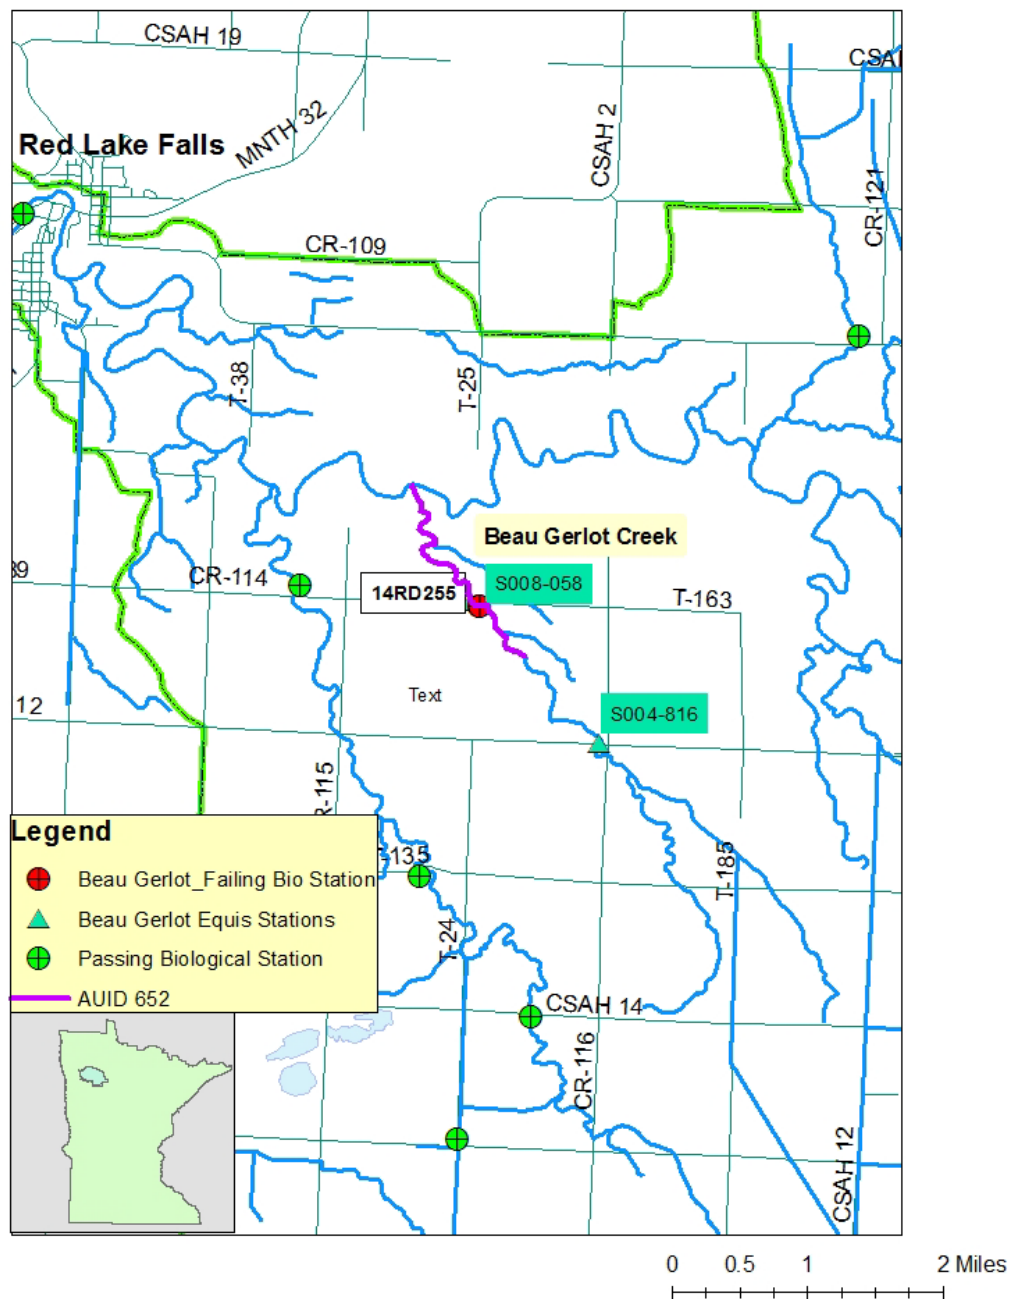 CSAH 19
CSAH
MNTH 32
Red Lake Falls
CSAH 2
CR-121
CR-109
T-38
T-25
Beau Gerlot Creek
S008-058
14RD255
CR-114
39
T-163
Text
S004-816
12
R-115
-135
T-185
T-24
Legend
Beau Gerlot_Failing Bio Station
Beau Gerlot Equis Stations
Passing Biological Station
AUID 652
CSAH 14
CR-116
CSAH 12
0 0.5 1 2 Miles